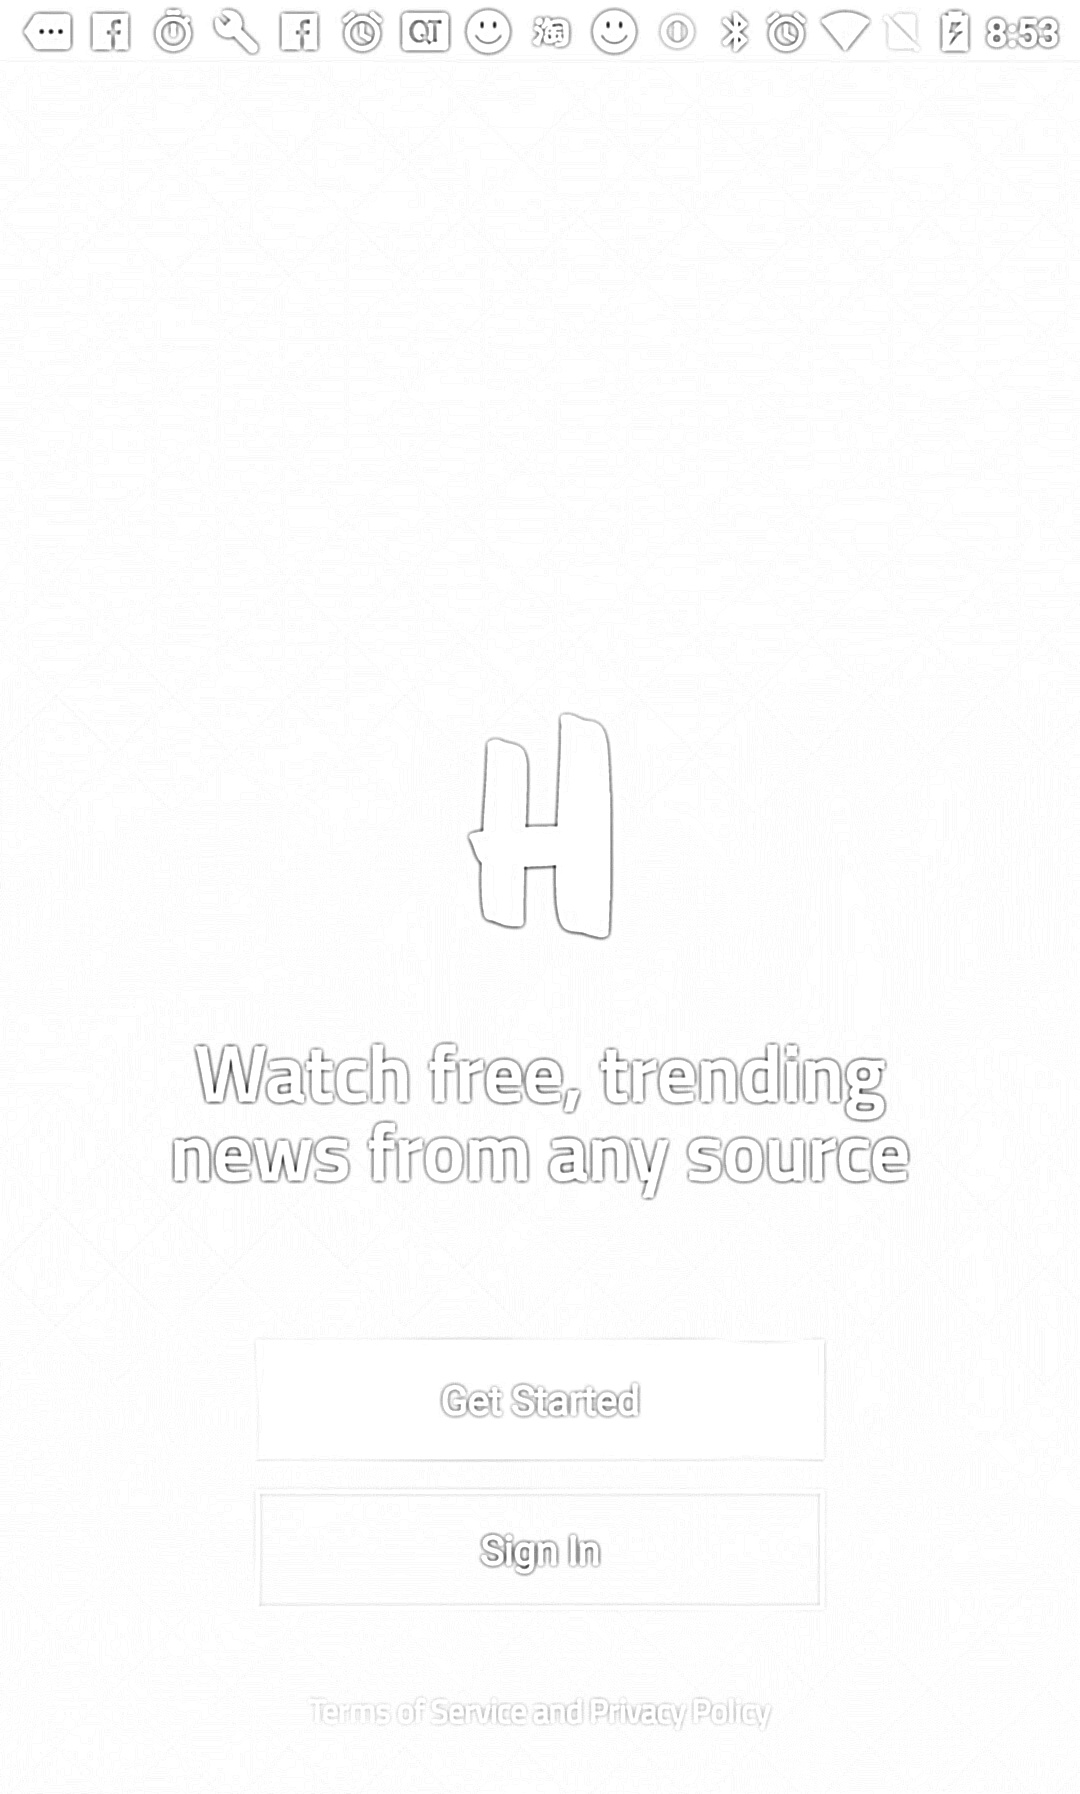 QT 淘 8:53
H
Watch free, trending
news from any source
Get Started
Sign In
Terms of Service and Privacy Policy